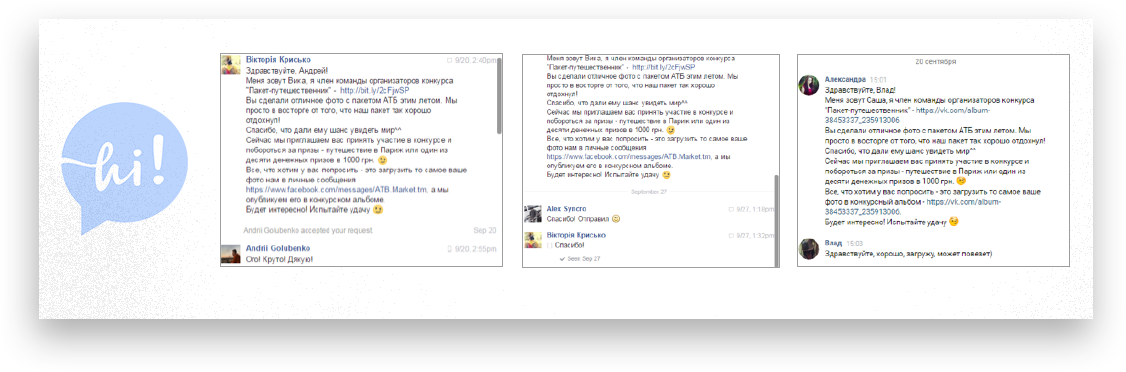 hi!
Вікторія Крисько 9/20, 2:40pm
Здравствуйте, Андрей!
Меня зовут Вика, я член команды организаторов конкурса
"Пакет-путешественник" - http://bit.ly/2cFjwSP
Вы сделали отличное фото с пакетом АТБ этим летом. Мы
просто в восторге от того, что наш пакет так хорошо
отдохнул!
Спасибо, что дали ему шанс увидеть мир^^
Сейчас мы приглашаем вас принять участие в конкурсе и
побороться за призы - путешествие в Париж или один из
десяти денежных призов в 1000 грн.
Все, что хотим у вас попросить - это загрузить то самое ваше
фото нам в личные сообщения
https://www.facebook.com/messages/ATB.Market.tm, а мы
опубликуем его в конкурсном альбоме.
Будет интересно! Испытайте удачу
Andrii Golubenko accepted your request. Sep 20
Andrii Golubenko 9/20, 2:55pm
Ого! Круто! Дякую!
Меня зовут Вика, я член команды организаторов конкурса
"Пакет-путешественник" - http://bit.ly/2cFjwSP
Вы сделали отличное фото с пакетом АТБ этим летом. Мы
просто в восторге от того, что наш пакет так хорошо
отдохнул!
Спасибо, что дали ему шанс увидеть мир^^
Сейчас мы приглашаем вас принять участие в конкурсе и
побороться за призы - путешествие в Париж или один из
десяти денежных призов в 1000 грн.
Все, что хотим у вас попросить - это загрузить то самое ваше
фото нам в личные сообщения
https://www.facebook.com/messages/ATB.Market.tm, а мы
опубликуем его в конкурсном альбоме.
Будет интересно! Испытайте удачу
September 27
Alex Syncro 9/27, 1:18pm
Спасибо! Отправил
Вікторія Крисько 9/27, 1:32pm
Спасибо!
Seen Sep 27
20 сентября
Александра 15:01
Здравствуйте, Влад!
Меня зовут Саша, я член команды организаторов конкурса
"Пакет-путешественник" - https://vk.com/album-
38453337_235913006
Вы сделали отличное фото с пакетом АТБ этим летом. Мы
просто в восторге от того, что наш пакет так хорошо отдохнул!
Спасибо, что дали ему шанс увидеть мир^^
Сейчас мы приглашаем вас принять участие в конкурсе и
побороться за призы - путешествие в Париж или один из
десяти денежных призов в 1000 грн.
Все, что хотим у вас попросить - это загрузить то самое ваше
фото в конкурсный альбом - https://vk.com/album-
38453337_235913006.
Будет интересно! Испытайте удачу
Влад 15:03
Здравствуйте, хорошо, загружу, может повезет)